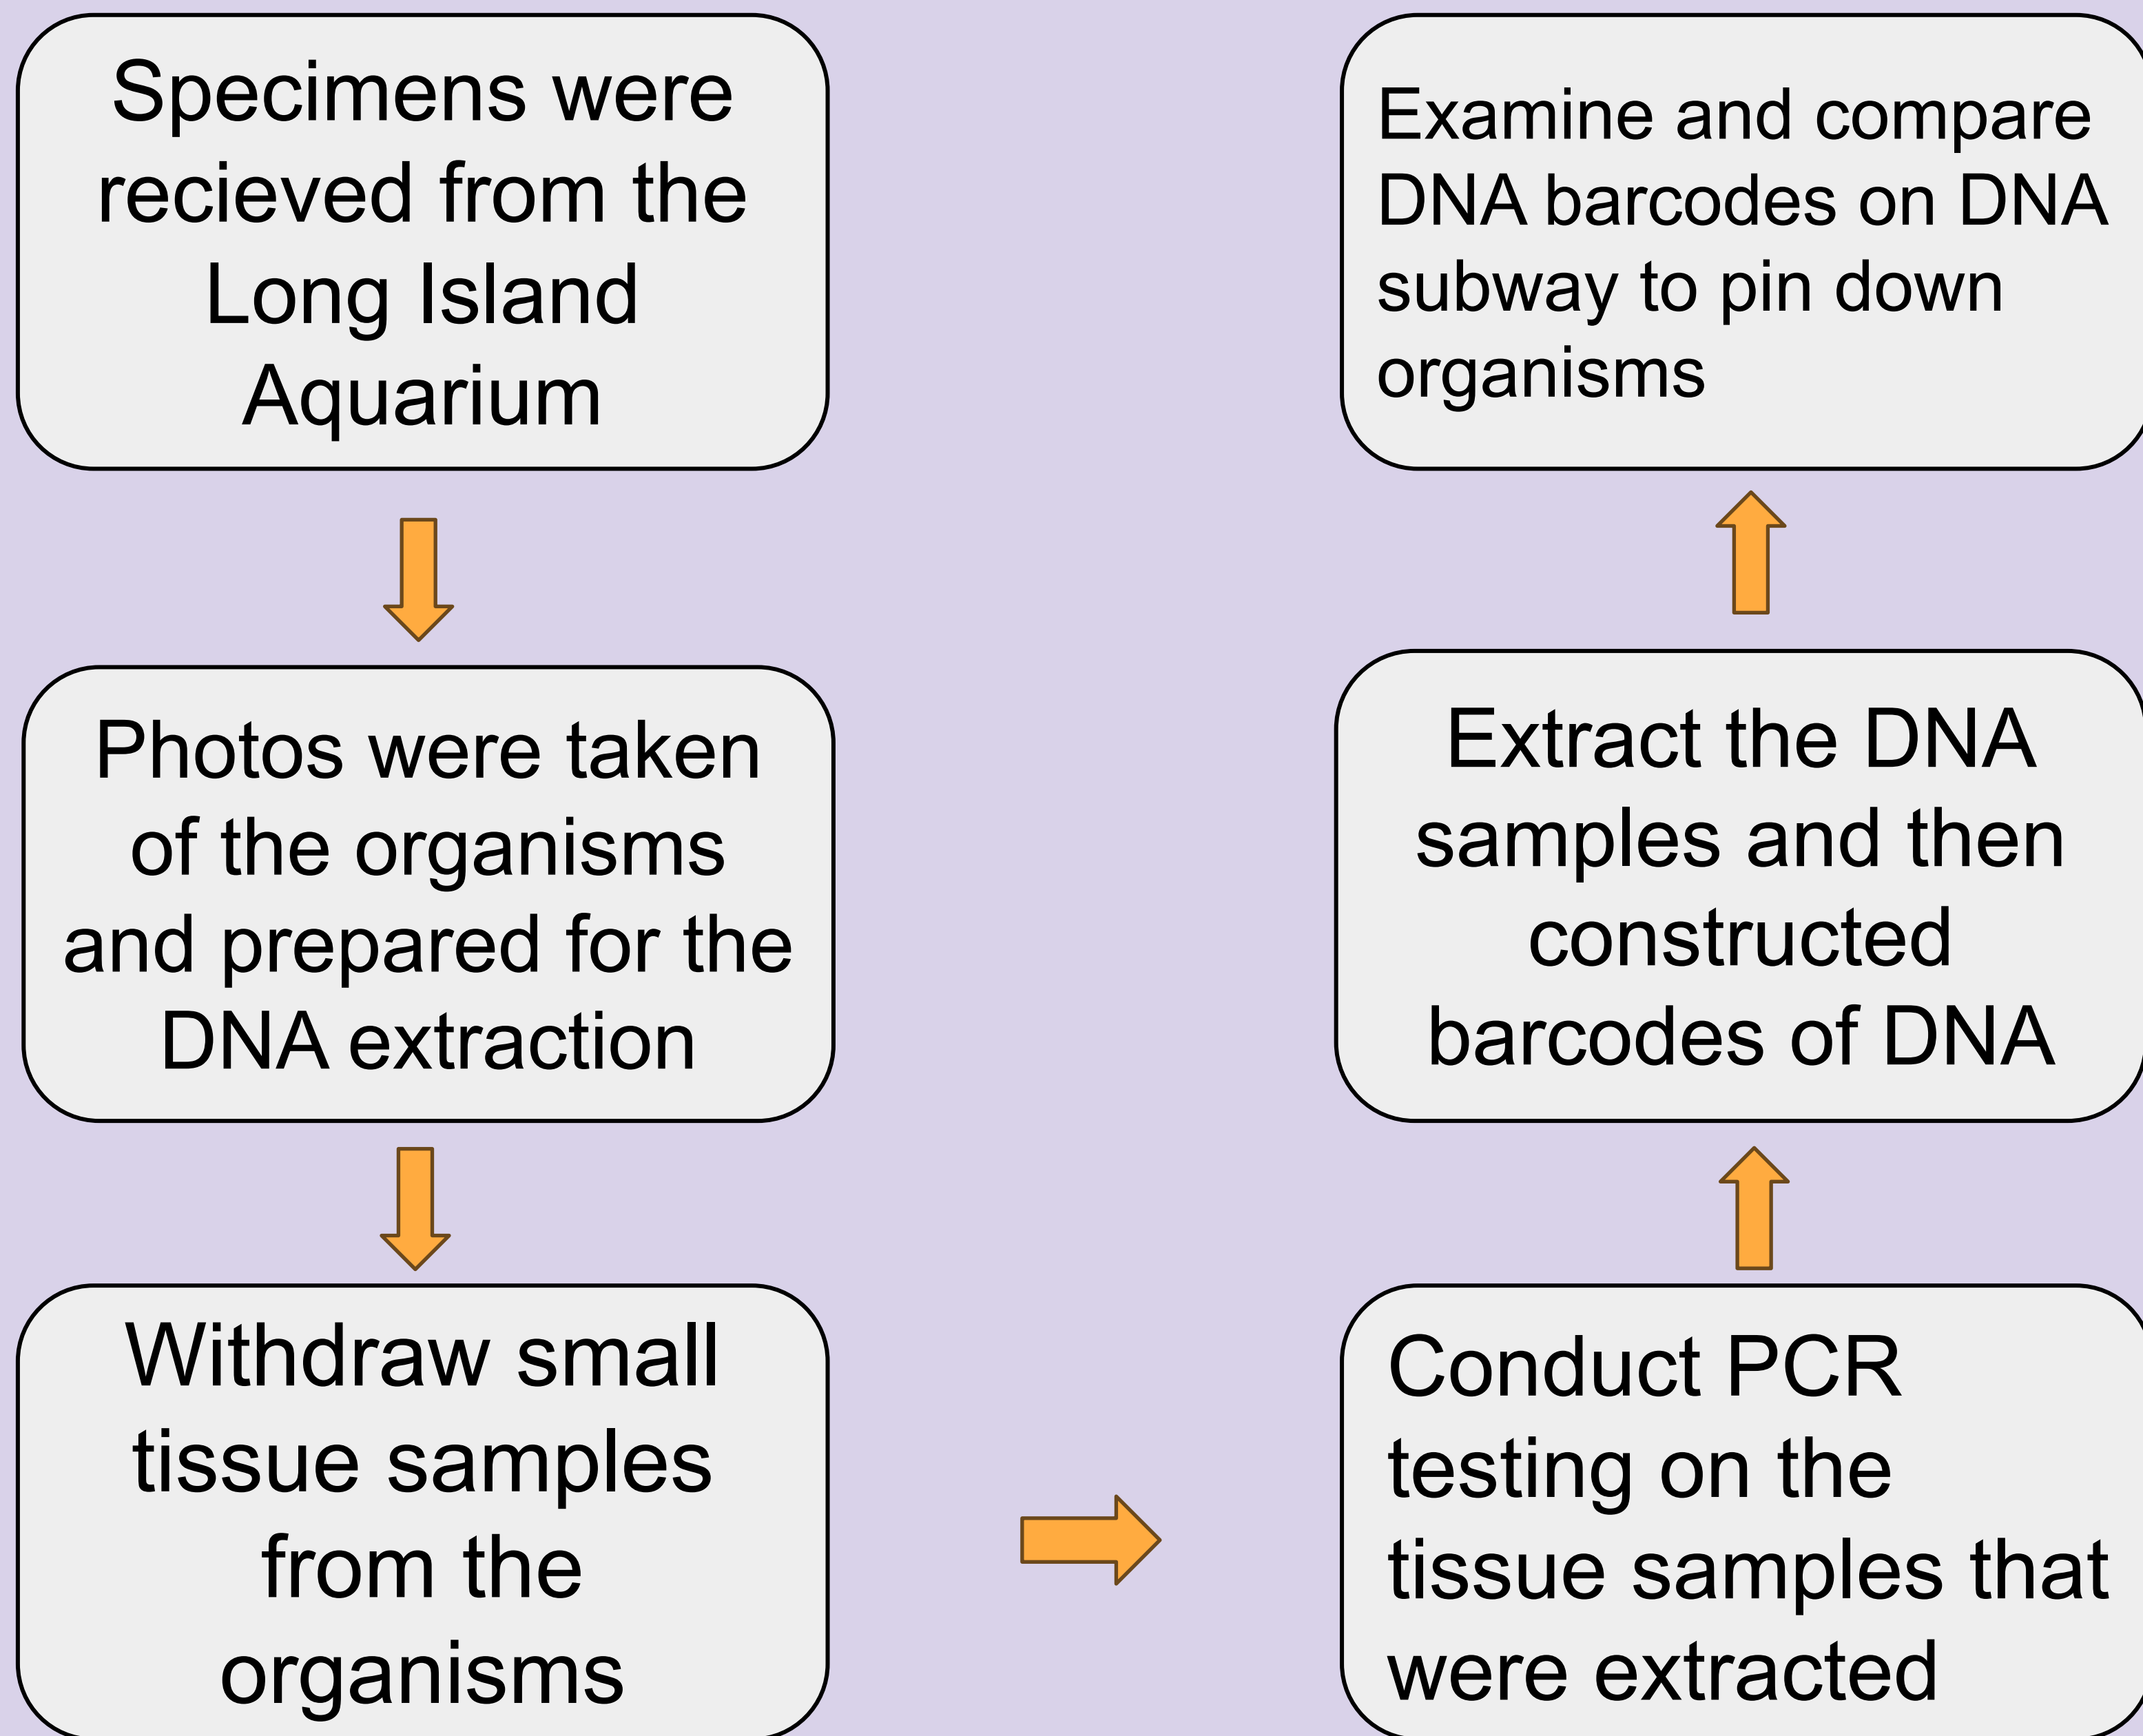 Specimens were
recieved from the
Long Island
Aquarium
Photos were taken
of the organisms
and prepared for the
DNA extraction
Withdraw small
tissue samples
from the
organisms
Conduct PCR
testing on the
tissue samples that
were extracted
Extract the DNA
samples and then
constructed
barcodes of DNA
Examine and compare
DNA barcodes on DNA
subway to pin down
organisms